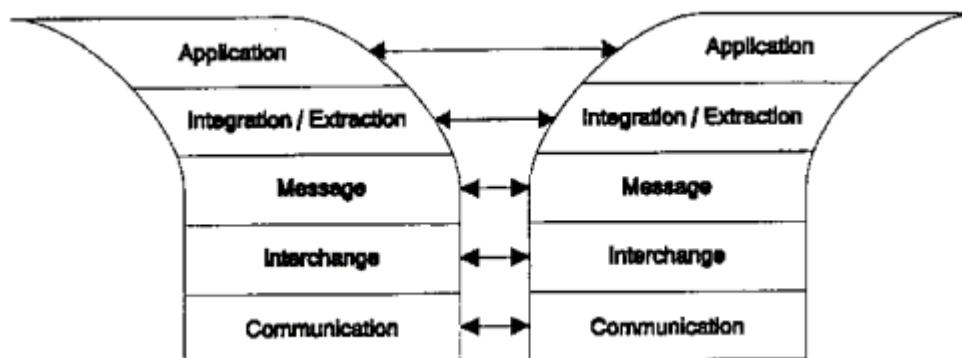 Application
Application
Integration / Extraction
Integration / Extraction
Message
Message
Interchange
Interchange
Communication
Communication